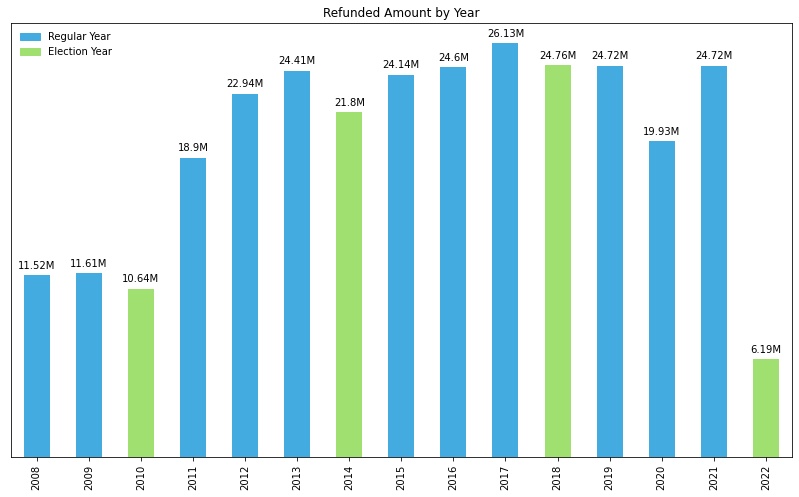 Refunded Amount by Year
Regular Year
Election Year
11.52M
11.61M
10.64M
18.9M
22.94M
24.41M
21.8M
24.14M
24.6M
26.13M
24.76M
24.72M
19.93M
24.72M
6.19M
2008
2009
2010
2011
2012
2013
2014
2015
2016
2017
2018
2019
2020
2021
2022